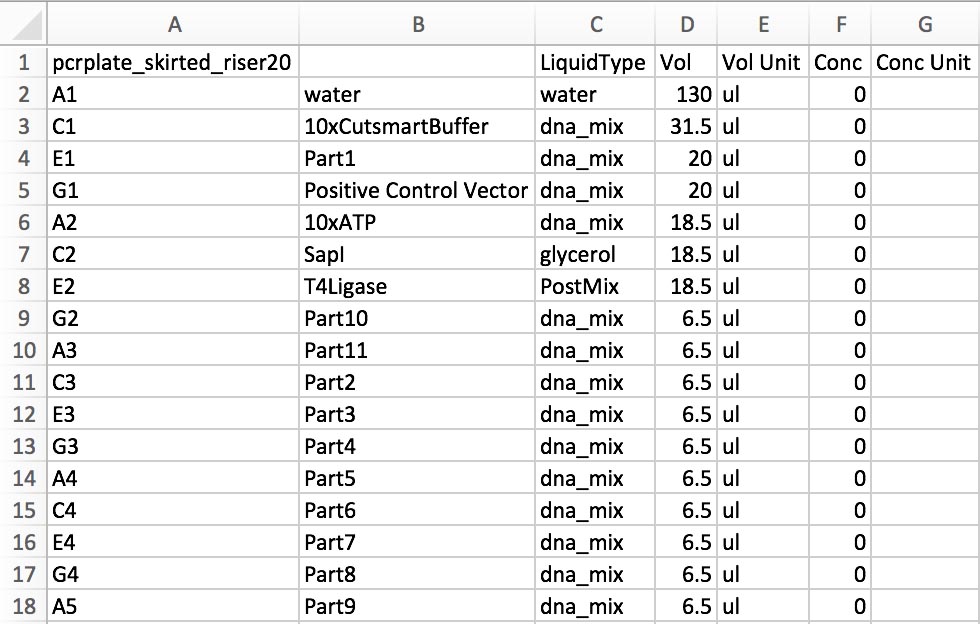 A B C D E F G
1 pcrplate_skirted_riser20 LiquidType Vol Vol Unit Conc Conc Unit
2 A1 water water 130 ul 0
3 C1 10xCutsmartBuffer dna_mix 31.5 ul 0
4 E1 Part1 dna_mix 20 ul 0
5 G1 Positive Control Vector dna_mix 20 ul 0
6 A2 10xATP dna_mix 18.5 ul 0
7 C2 SapI glycerol 18.5 ul 0
8 E2 T4Ligase PostMix 18.5 ul 0
9 G2 Part10 dna_mix 6.5 ul 0
10 A3 Part11 dna_mix 6.5 ul 0
11 C3 Part2 dna_mix 6.5 ul 0
12 E3 Part3 dna_mix 6.5 ul 0
13 G3 Part4 dna_mix 6.5 ul 0
14 A4 Part5 dna_mix 6.5 ul 0
15 C4 Part6 dna_mix 6.5 ul 0
16 E4 Part7 dna_mix 6.5 ul 0
17 G4 Part8 dna_mix 6.5 ul 0
18 A5 Part9 dna_mix 6.5 ul 0